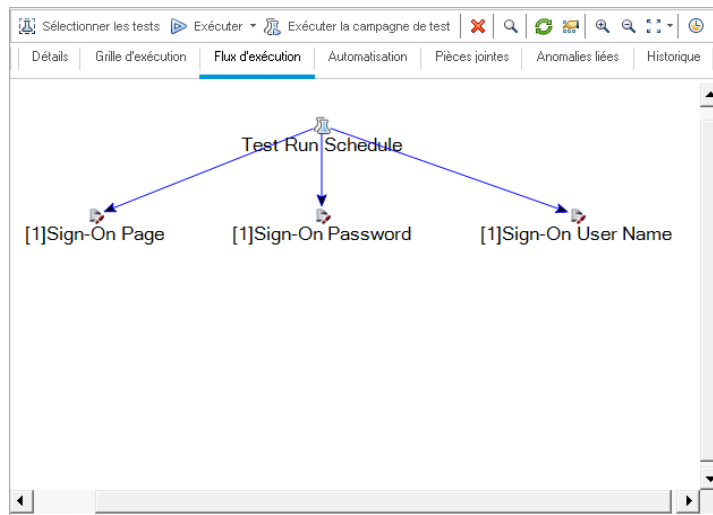 Sélectionner les tests Exécuter Exécuter la campagne de test
Détails Grille d'exécution Flux d'exécution Automatisation Pièces jointes Anomalies liées Historique
Test Run Schedule
[1]Sign-On Page [1]Sign-On Password [1]Sign-On User Name